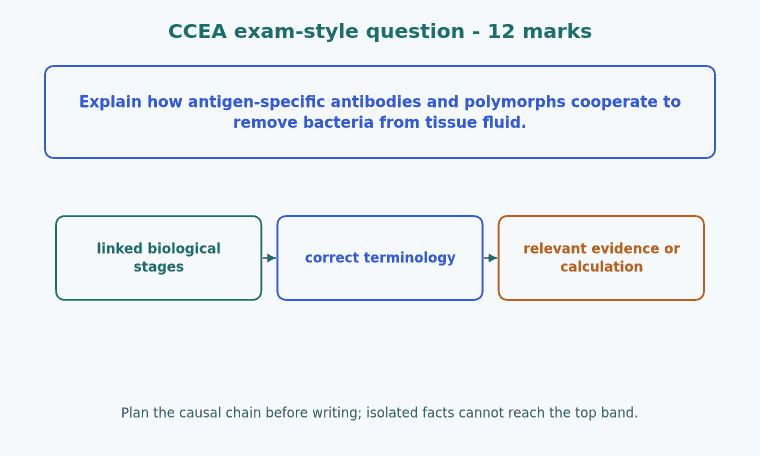 CCEA exam-style question - 12 marks
Explain how antigen-specific antibodies and polymorphs cooperate to
remove bacteria from tissue fluid.
linked biological
stages
correct terminology
relevant evidence or
calculation
Plan the causal chain before writing; isolated facts cannot reach the top band.